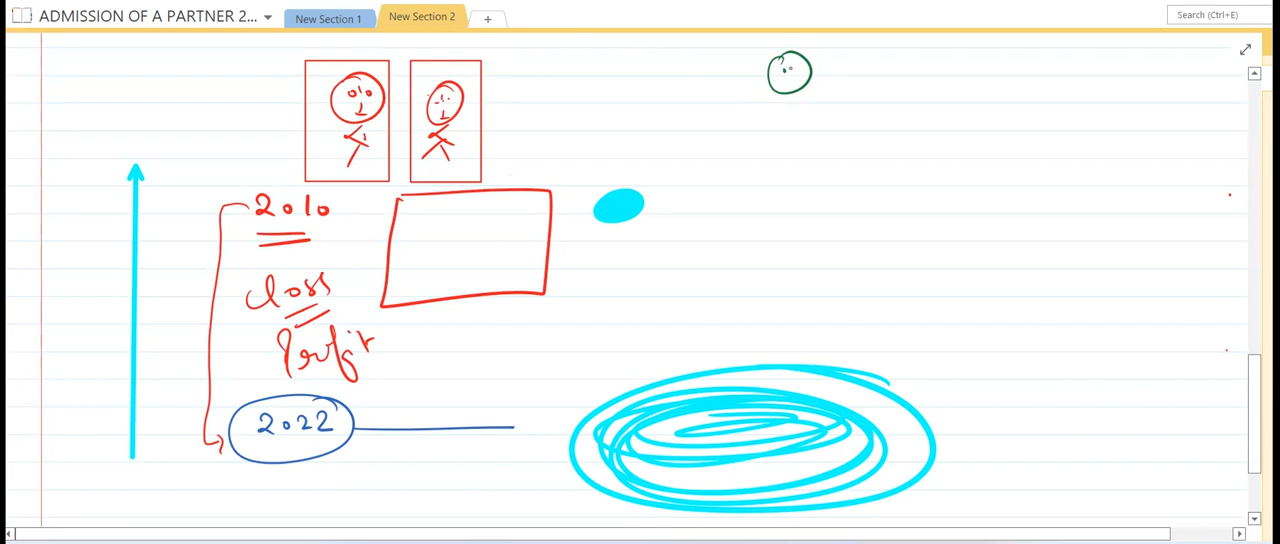 ADMISSION OF A PARTNER 2...
New Section 1
New Section 2
+
Search (Ctrl+E)
2010
loss
Profit
2022